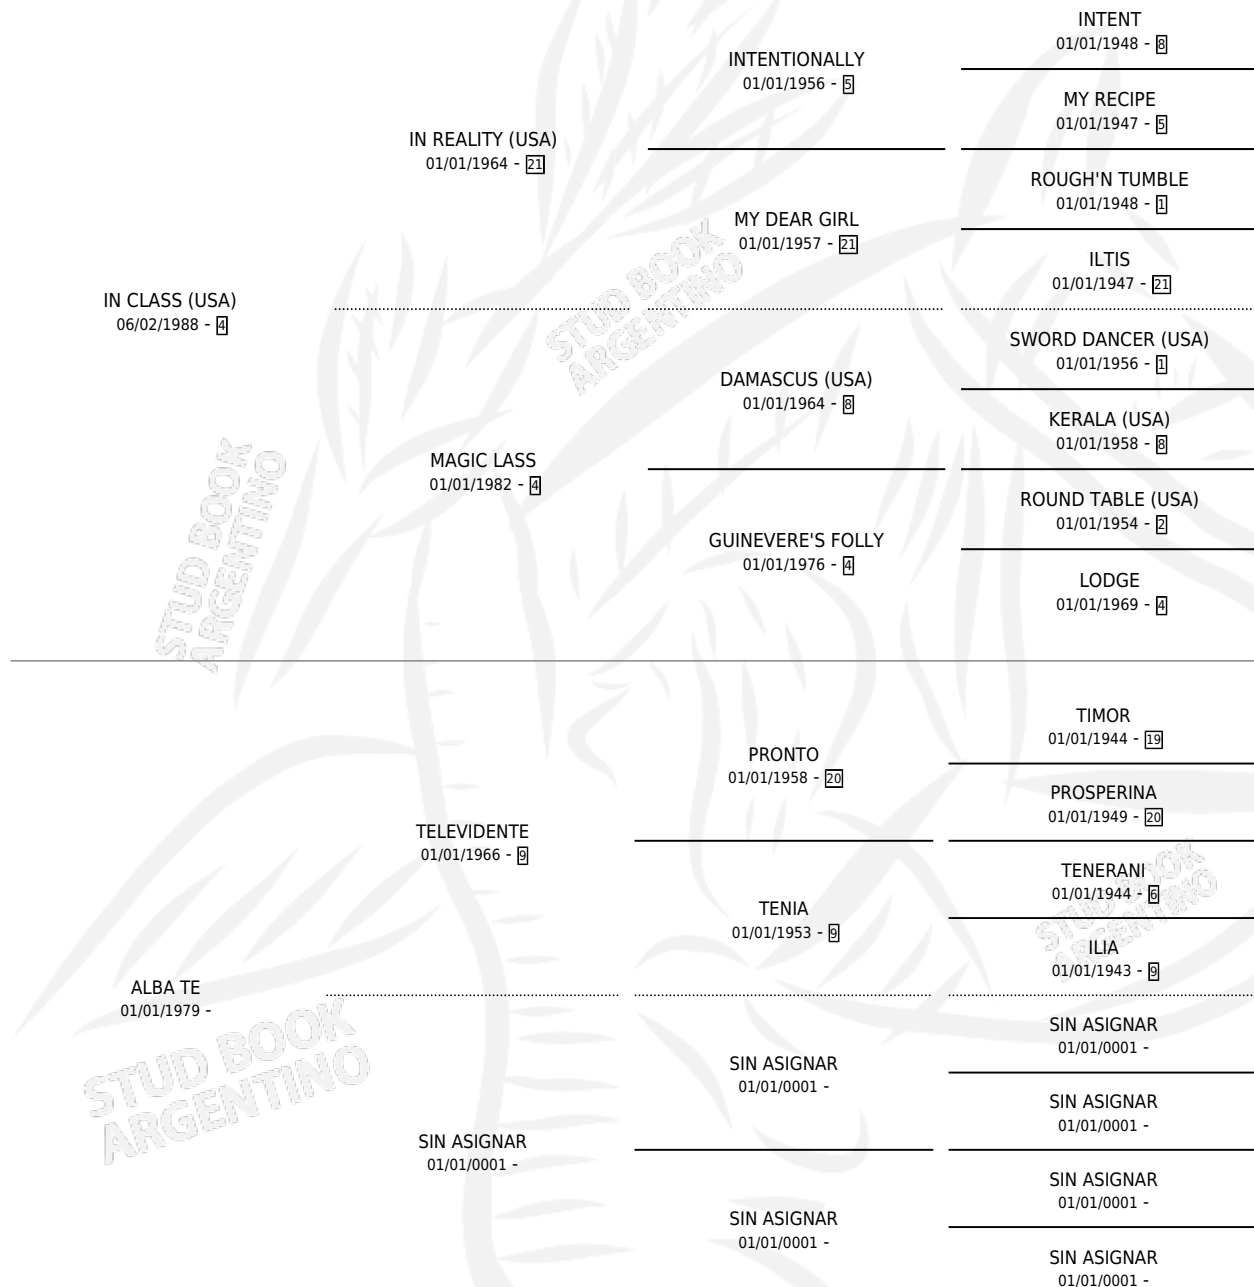 INTENT
01/01/1948 - 8
INTENTIONALLY
01/01/1956 - 5
MY RECIPE
01/01/1947 - 5
IN REALITY (USA)
01/01/1964 - 21
ROUGH'N TUMBLE
01/01/1948 - 1
MY DEAR GIRL
01/01/1957 - 21
ILTIS
01/01/1947 - 21
IN CLASS (USA)
06/02/1988 - 4
SWORD DANCER (USA)
01/01/1956 - 1
DAMASCUS (USA)
01/01/1964 - 8
KERALA (USA)
01/01/1958 - 8
MAGIC LASS
01/01/1982 - 4
ROUND TABLE (USA)
01/01/1954 - 2
GUINEVERE'S FOLLY
01/01/1976 - 4
LODGE
01/01/1969 - 4
TIMOR
01/01/1944 - 19
PRONTO
01/01/1958 - 20
PROSPERINA
01/01/1949 - 20
TELEVIDENTE
01/01/1966 - 9
TENERANI
01/01/1944 - 6
TENIA
01/01/1953 - 9
ILIA
01/01/1943 - 9
ALBA TE
01/01/1979 -
SIN ASIGNAR
01/01/0001 -
SIN ASIGNAR
01/01/0001 -
SIN ASIGNAR
01/01/0001 -
SIN ASIGNAR
01/01/0001 -
SIN ASIGNAR
01/01/0001 -
SIN ASIGNAR
01/01/0001 -
SIN ASIGNAR
01/01/0001 -
STUD BOOK
ARGENTINO
STUD BOOK
ARGENTINO
STUD BOOK
ARGENTINO
STUD BOOK
ARGENTINO